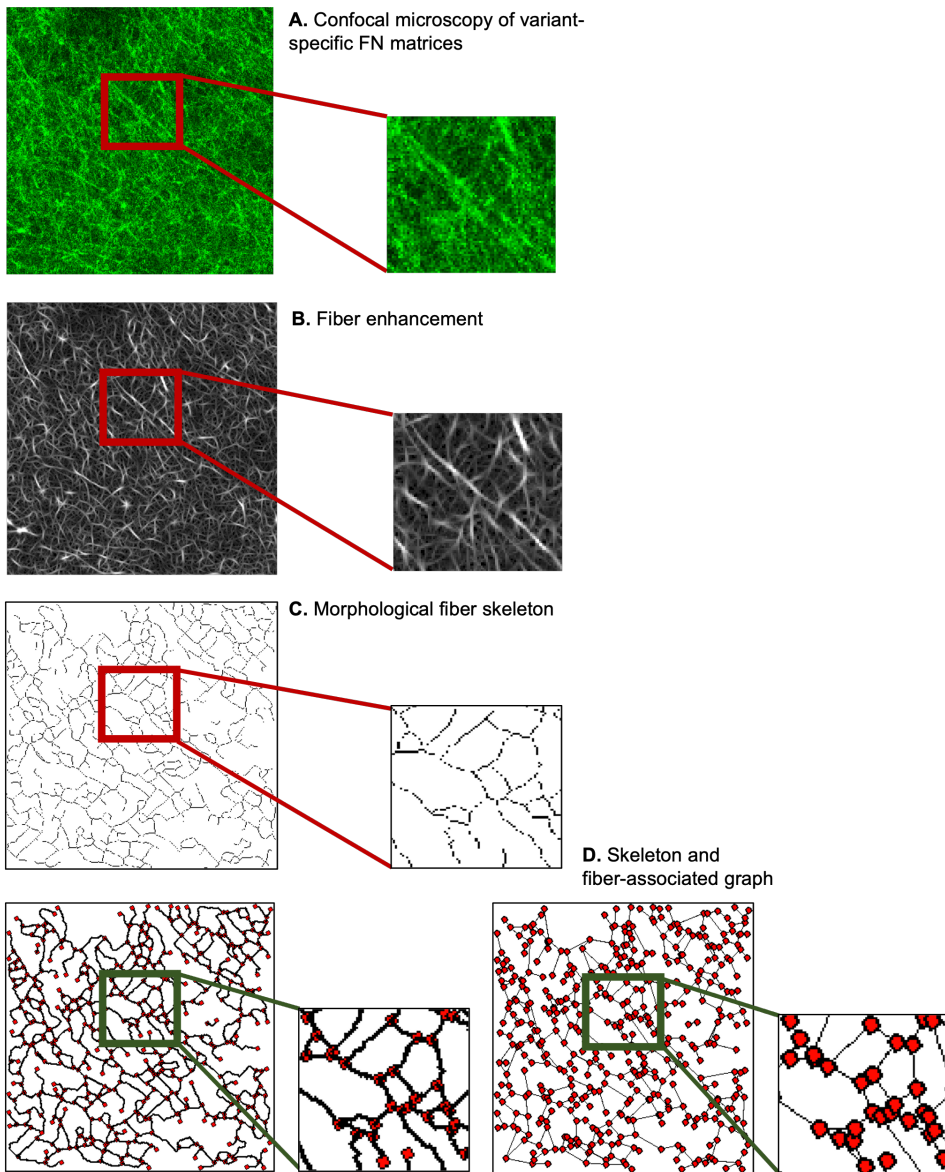 A. Confocal microscopy of variant-
specific FN matrices
B. Fiber enhancement
C. Morphological fiber skeleton
D. Skeleton and
fiber-associated graph